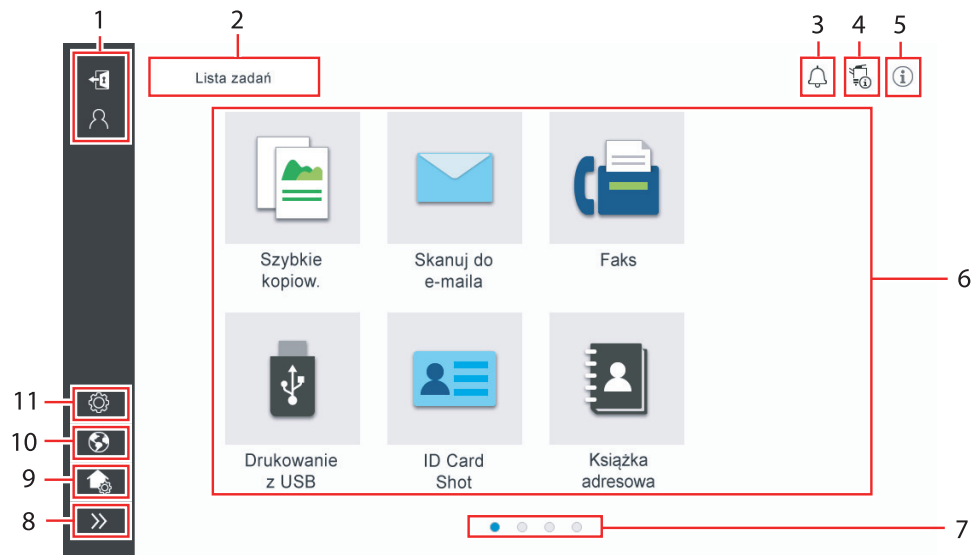 1
2
3
4
5
Lista zadań
Szybkie
kopiow.
Skanuj do
e-maila
Faks
6
Drukowanie
z USB
ID Card
Shot
Książka
adresowa
11
10
9
8
7